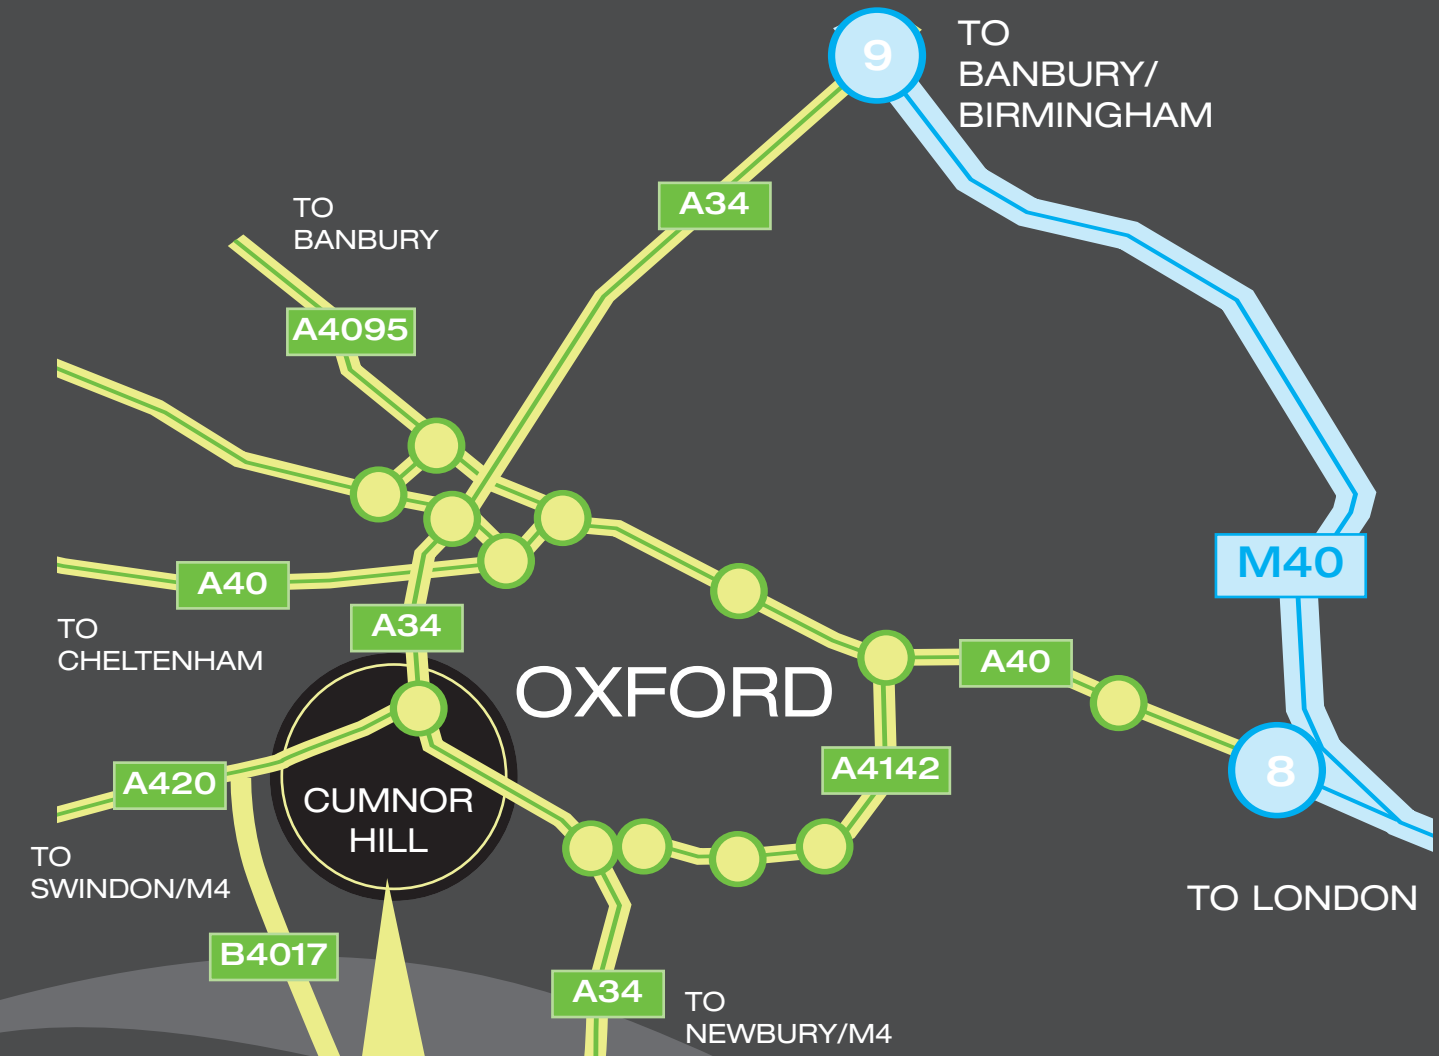 9
TO
BANBURY/
BIRMINGHAM
A34
TO
BANBURY
A4095
M40
A40
TO
CHELTENHAM
A34
OXFORD
A40
A420
CUMNOR
HILL
A4142
8
TO
SWINDON/M4
TO LONDON
B4017
A34
TO
NEWBURY/M4